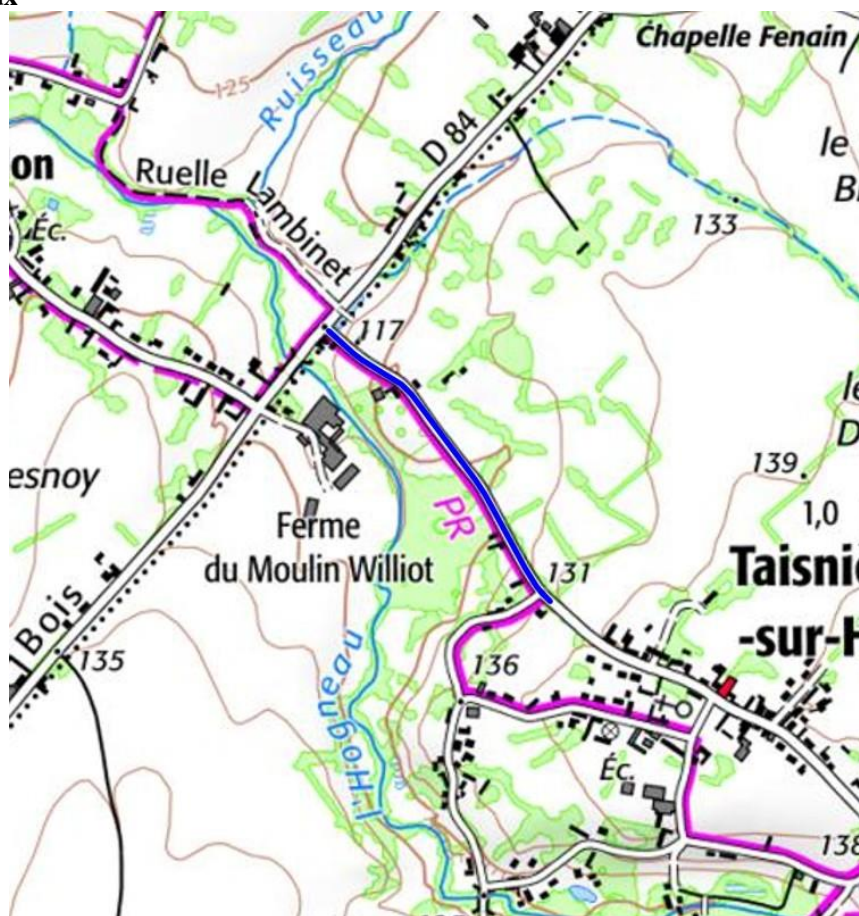 Chapelle Fenain
125
Ruisseau
D 84
le
on
Ruelle
Lambinet
133
Éc.
117
esnoy
139
1,0
PR
Ferme
du Moulin Williot
131
Taisni
-sur-H
Bois
135
136
l'Hogneau
Éc.
138